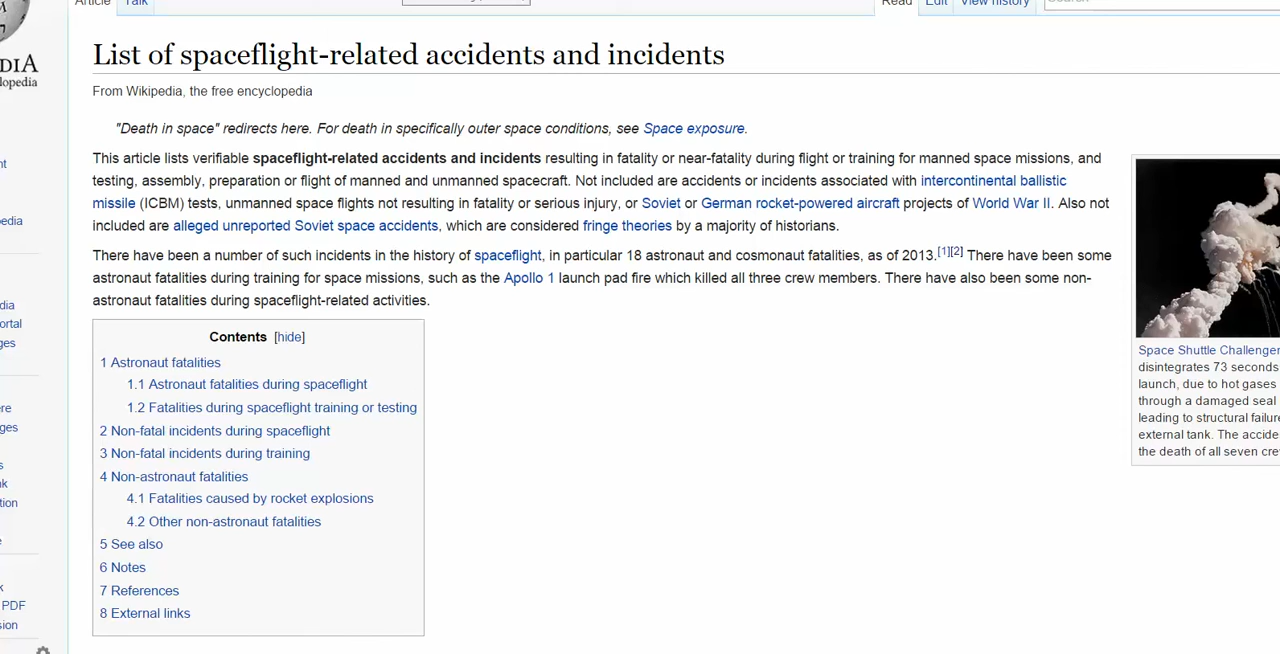 Article
Talk
Read
Edit
View history
Search
DIA
lopedia
List of spaceflight-related accidents and incidents
From Wikipedia, the free encyclopedia
"Death in space" redirects here. For death in specifically outer space conditions, see Space exposure.
This article lists verifiable spaceflight-related accidents and incidents resulting in fatality or near-fatality during flight or training for manned space missions, and
testing, assembly, preparation or flight of manned and unmanned spacecraft. Not included are accidents or incidents associated with intercontinental ballistic
missile (ICBM) tests, unmanned space flights not resulting in fatality or serious injury, or Soviet or German rocket-powered aircraft projects of World War II. Also not
included are alleged unreported Soviet space accidents, which are considered fringe theories by a majority of historians.
There have been a number of such incidents in the history of spaceflight, in particular 18 astronaut and cosmonaut fatalities, as of 2013.[1][2] There have been some
astronaut fatalities during training for space missions, such as the Apollo 1 launch pad fire which killed all three crew members. There have also been some non-
astronaut fatalities during spaceflight-related activities.
Contents [hide]
1 Astronaut fatalities
1.1 Astronaut fatalities during spaceflight
1.2 Fatalities during spaceflight training or testing
2 Non-fatal incidents during spaceflight
3 Non-fatal incidents during training
4 Non-astronaut fatalities
4.1 Fatalities caused by rocket explosions
4.2 Other non-astronaut fatalities
5 See also
6 Notes
7 References
8 External links
Space Shuttle Challenger
disintegrates 73 seconds
launch, due to hot gases
through a damaged seal
leading to structural failure
external tank. The accide
the death of all seven cre
nt
pedia
dia
ortal
ges
ere
ges
s
nk
tion
e
k
PDF
sion